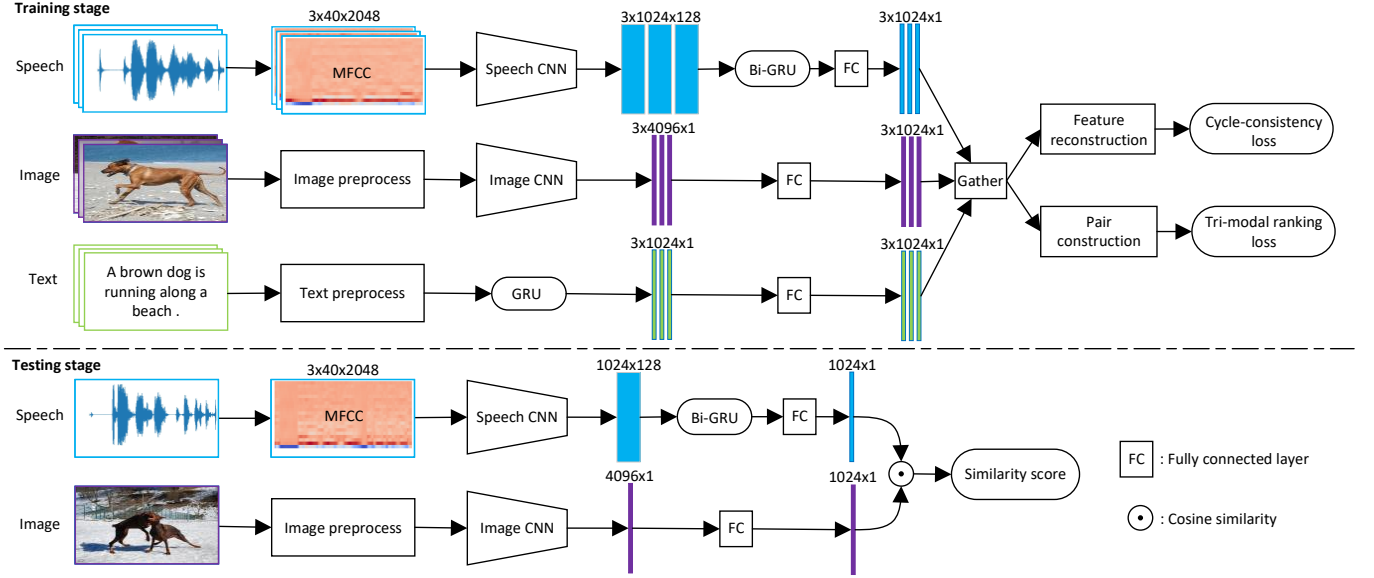 Training stage
3x40x2048
3x1024x128
3x1024x1
Speech
MFCC
Speech CNN
Bi-GRU
FC
3x4096x1
3x1024x1
Feature
reconstruction
Cycle-consistency
loss
Image
Image preprocess
Image CNN
FC
Gather
3x1024x1
3x1024x1
Pair
construction
Tri-modal ranking
loss
Text
A brown dog is
running along a
beach .
Text preprocess
GRU
FC
Testing stage
3x40x2048
1024x128
1024x1
Speech
MFCC
Speech CNN
Bi-GRU
FC
FC
: Fully connected layer
4096x1
1024x1
Similarity score
Image
Image preprocess
Image CNN
FC
: Cosine similarity